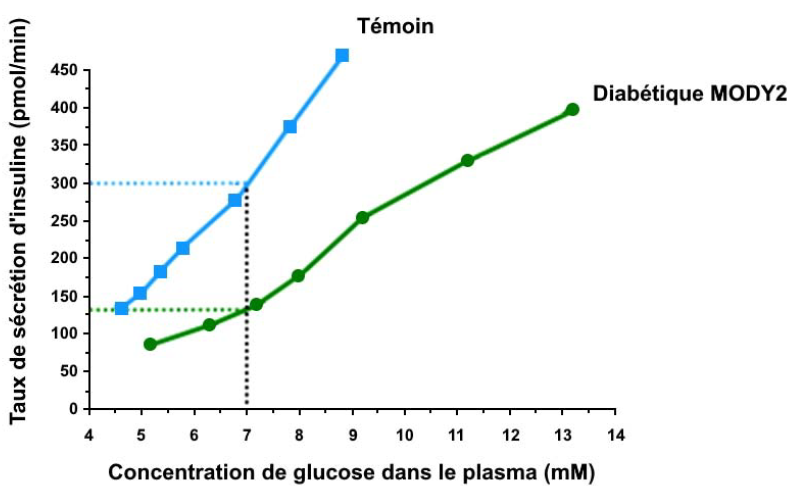 Témoin
Diabétique MODY2
Taux de sécrétion d'insuline (pmol/min)
450
400
350
300
250
200
150
100
50
0
4 5 6 7 8 9 10 11 12 13 14
Concentration de glucose dans le plasma (mM)